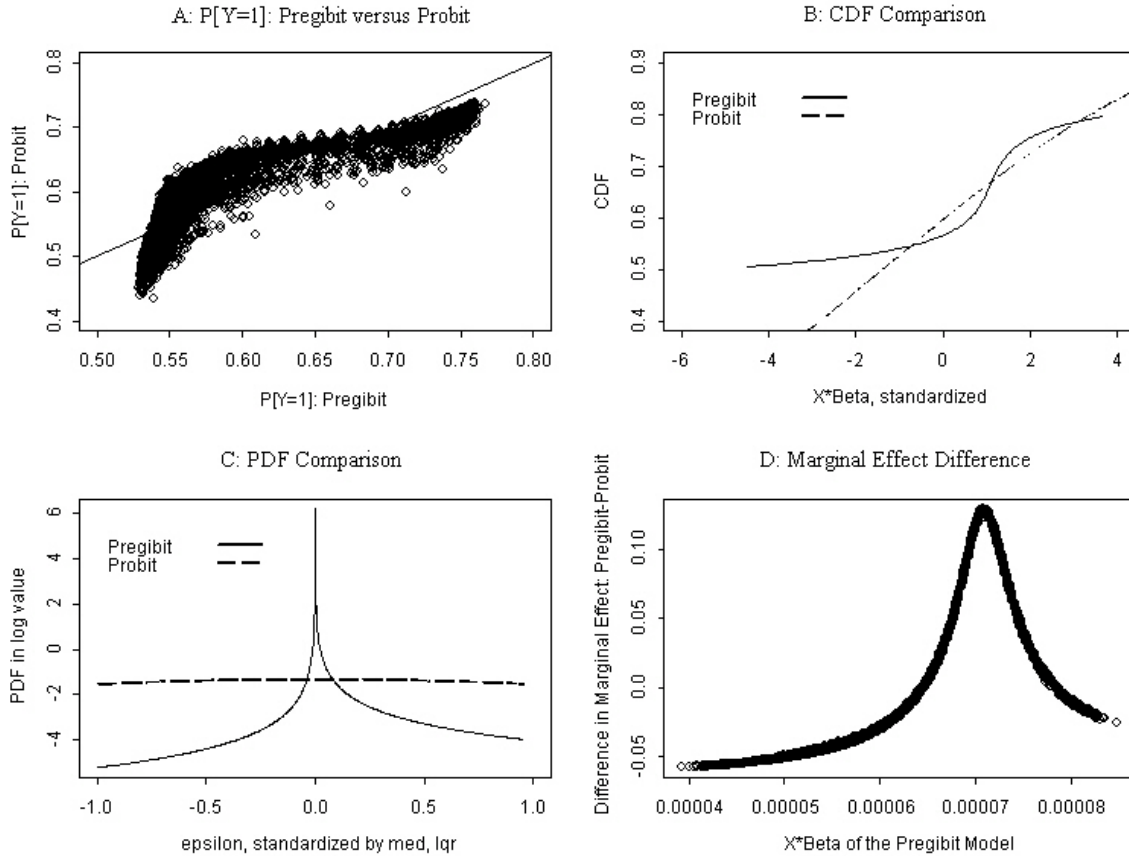 A: P[Y=1]: Pregibit versus Probit
P[Y=1]: Probit
0.8
0.7
0.6
0.5
0.4
0.50 0.55 0.60 0.65 0.70 0.75 0.80
P[Y=1]: Pregibit
B: CDF Comparison
CDF
0.9
0.8
0.7
0.6
0.5
0.4
Pregibit
Probit
-6 -4 -2 0 2 4
X*Beta, standardized
C: PDF Comparison
PDF in log value
6
4
2
0
-2
-4
Pregibit
Probit
-1.0 -0.5 0.0 0.5 1.0
epsilon, standardized by med, Iqr
D: Marginal Effect Difference
Difference in Marginal Effect: Pregibit-Probit
0.10
0.05
0.0
-0.05
0.00004 0.00005 0.00006 0.00007 0.00008
X*Beta of the Pregibit Model